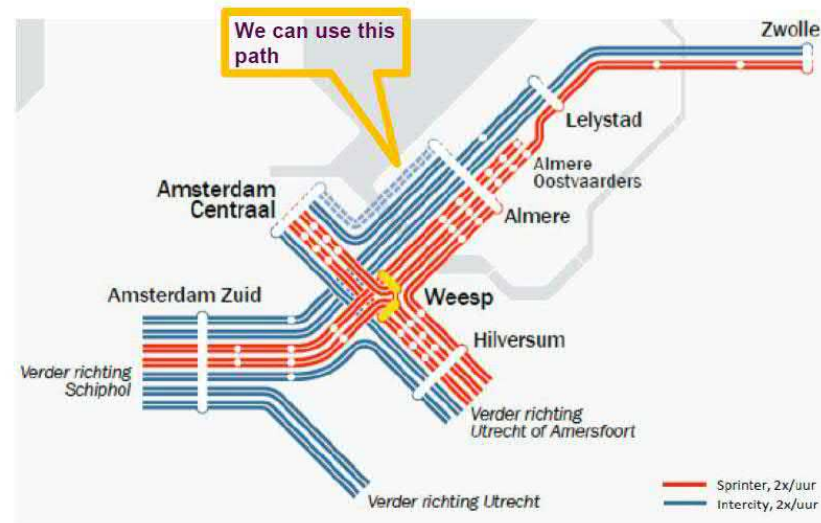 We can use this
path
Zwolle
Lelystad
Almere
Oostvaarders
Amsterdam
Centraal
Almere
Amsterdam Zuid
Weesp
Hilversum
Verder richting
Schiphol
Verder richting
Utrecht of Amersfoort
Verder richting Utrecht
Sprinter, 2x/uur
Intercity, 2x/uur